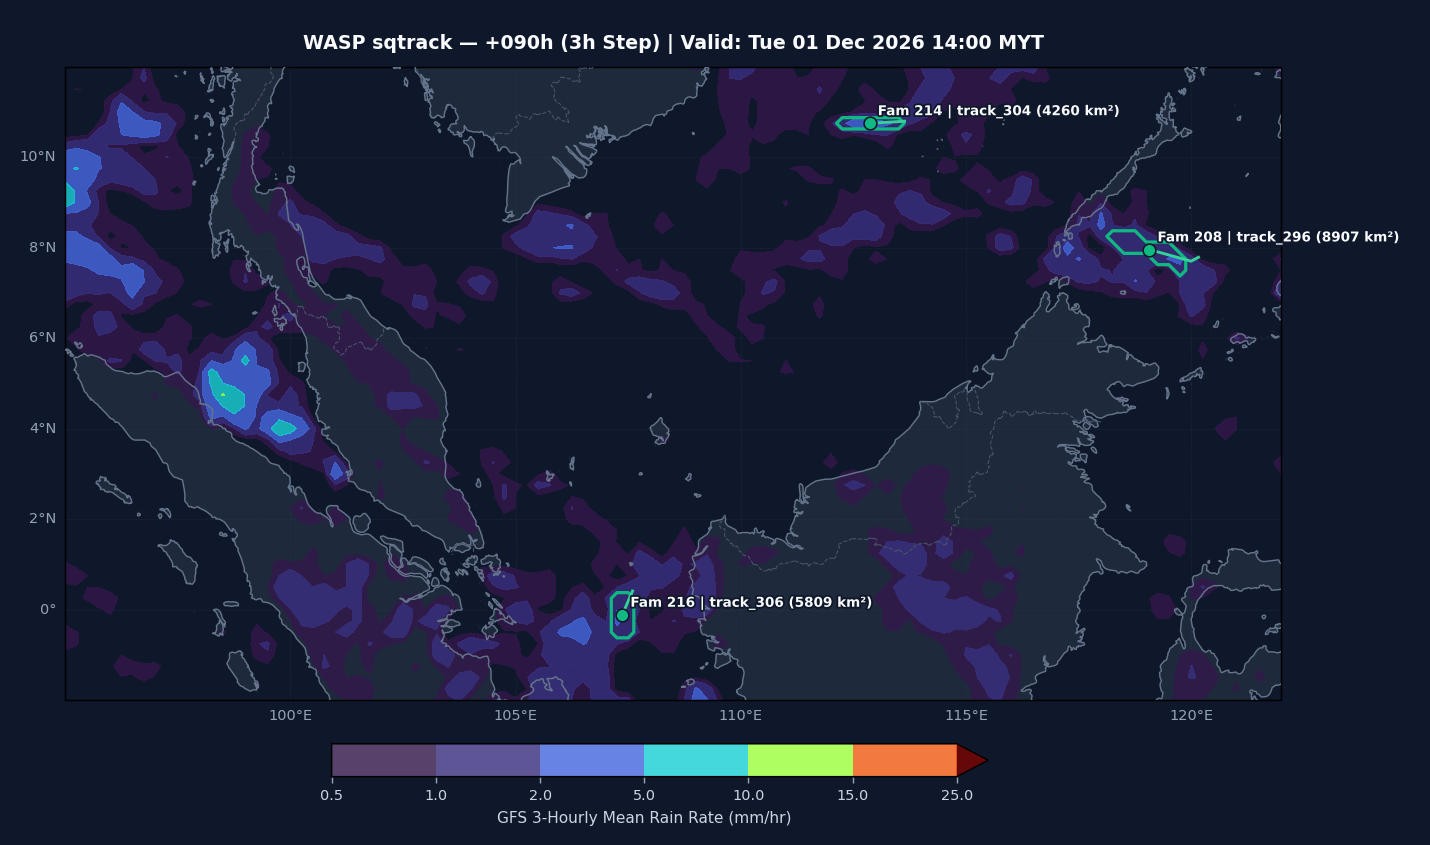 WASP sqtrack — +090h (3h Step) | Valid: Tue 01 Dec 2026 14:00 MYT
Fam 214 | track_304 (4260 km²)
10°N
Fam 208 | track_296 (8907 km²)
8°N
6°N
4°N
2°N
Fam 216 | track_306 (5809 km²)
0°
100°E 105°E 110°E 115°E 120°E
0.5 1.0 2.0 5.0 10.0 15.0 25.0
GFS 3-Hourly Mean Rain Rate (mm/hr)